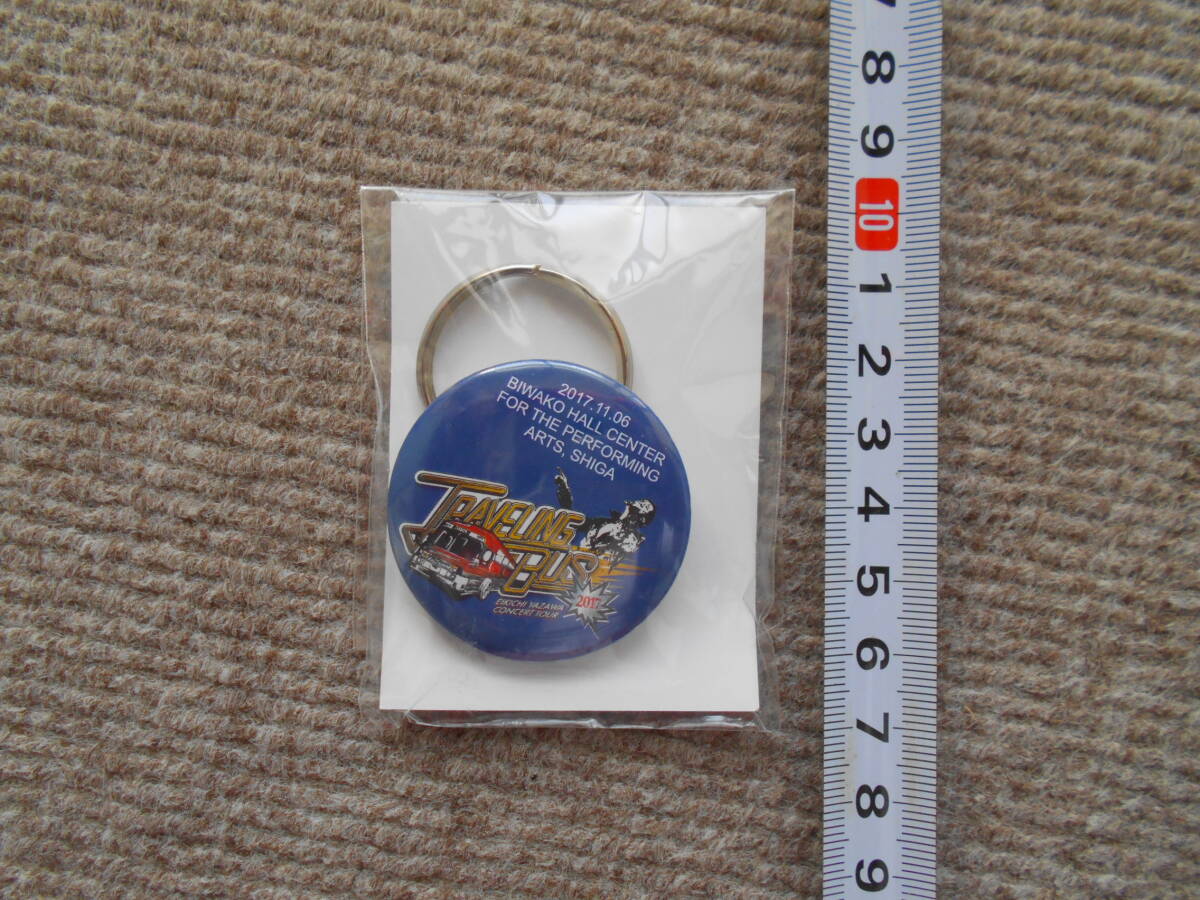 2017.11.06
BIWAKO HALL CENTER
FOR THE PERFORMING
ARTS, SHIGA
TRAVELING
BUS
2017
EIKICHI YAZAWA
CONCERT TOUR
7
8
9
10
1
2
3
4
5
6
7
8
9